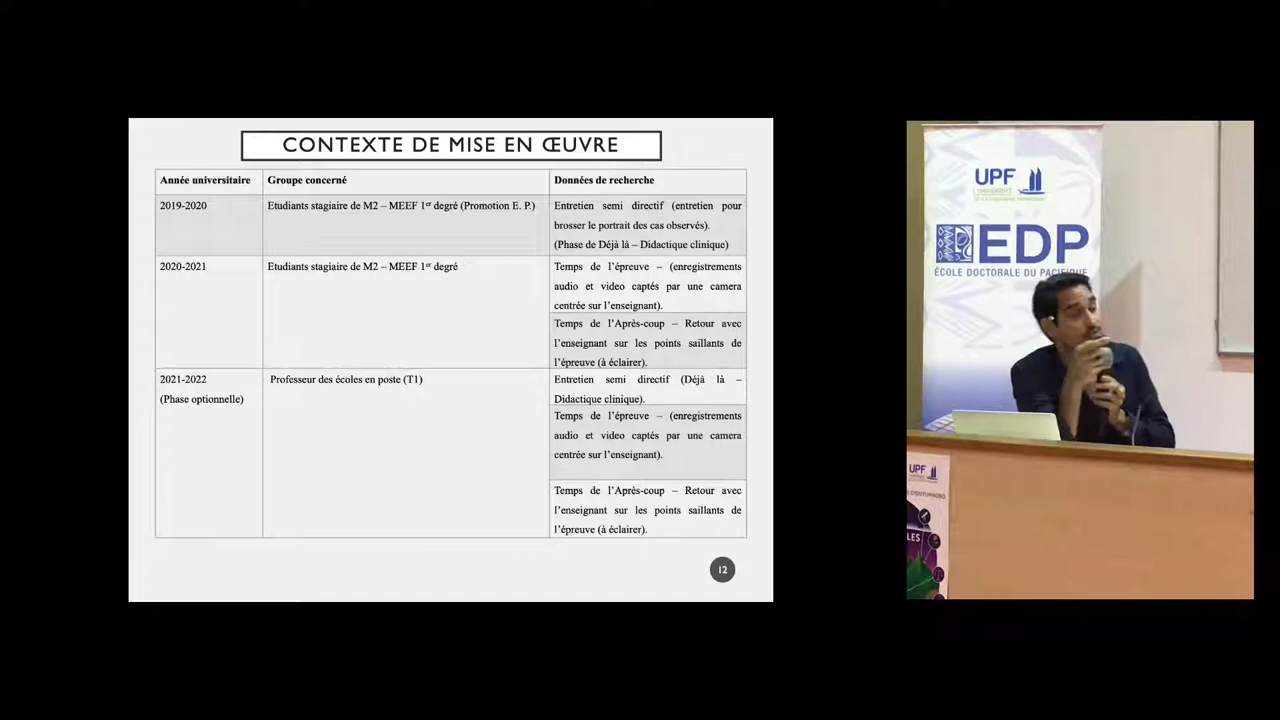 CONTEXTE DE MISE EN ŒUVRE
Année universitaire
Groupe concerné
Données de recherche
2019-2020
Etudiants stagiaire de M2 – MEEF 1er degré (Promotion E. P.)
Entretien semi directif (entretien pour
brosser le portrait des cas observés).
(Phase de Déjà là – Didactique clinique)
2020-2021
Etudiants stagiaire de M2 – MEEF 1er degré
Temps de l'épreuve – (enregistrements
audio et video captés par une camera
centrée sur l'enseignant).
Temps de l'Après-coup – Retour avec
l'enseignant sur les points saillants de
l'épreuve (à éclairer).
2021-2022
(Phase optionnelle)
Professeur des écoles en poste (T1)
Entretien semi directif (Déjà là –
Didactique clinique).
Temps de l'épreuve – (enregistrements
audio et video captés par une camera
centrée sur l'enseignant).
Temps de l'Après-coup – Retour avec
l'enseignant sur les points saillants de
l'épreuve (à éclairer).
12
UPF
EDP
ÉCOLE DOCTORALE DU PACIFIQUE
UPF